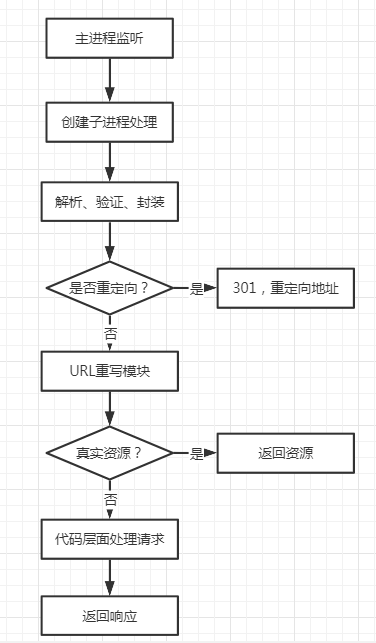 主进程监听
创建子进程处理
解析、验证、封装
是否重定向？
是
301，重定向地址
否
URL重写模块
真实资源？
是
返回资源
否
代码层面处理请求
返回响应